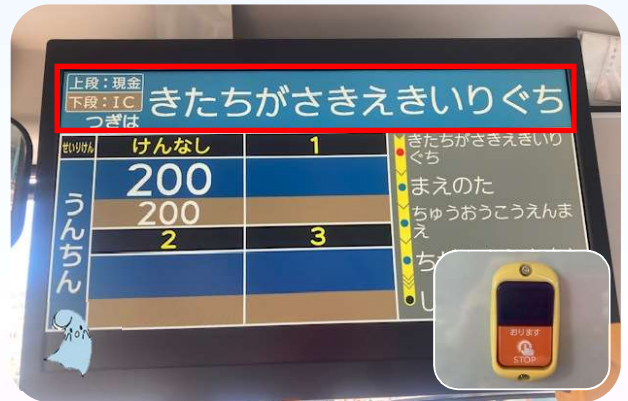 上段：現金
下段：IC
つぎは
きたちがさきえきいりぐち
せいりけん
けんなし
1
うんちん
200
200
2
3
きたちがさきえきいり
ぐち
まえのた
ちゅうおうこうえんま
え
おります
STOP